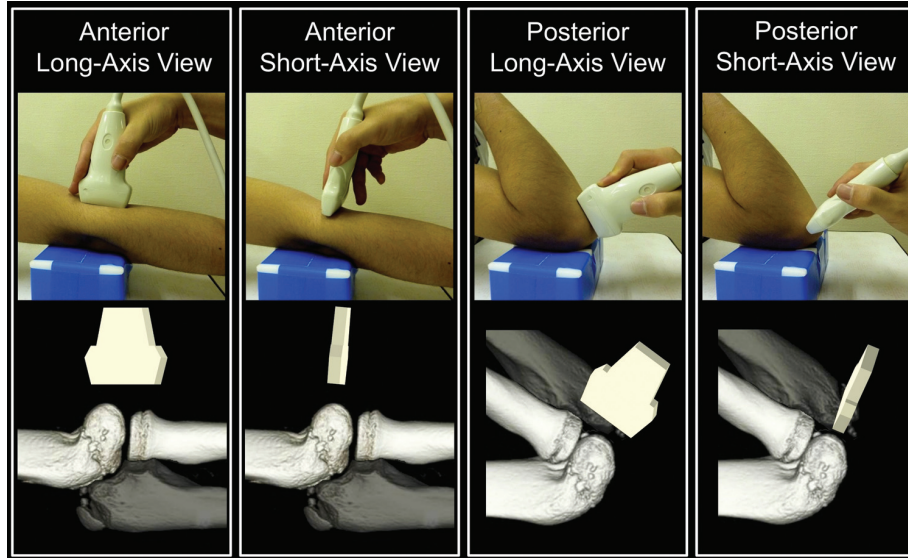 Anterior
Long-Axis View
Anterior
Short-Axis View
Posterior
Long-Axis View
Posterior
Short-Axis View